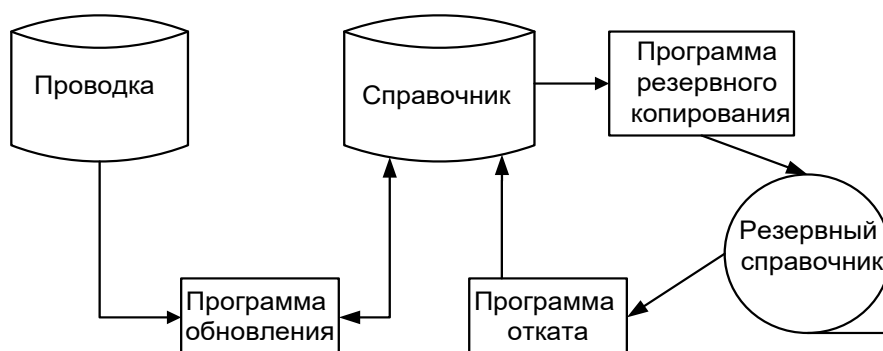 Проводка
Справочник
Программа
резервного
копирования
Резервный
справочник
Программа
обновления
Программа
отката